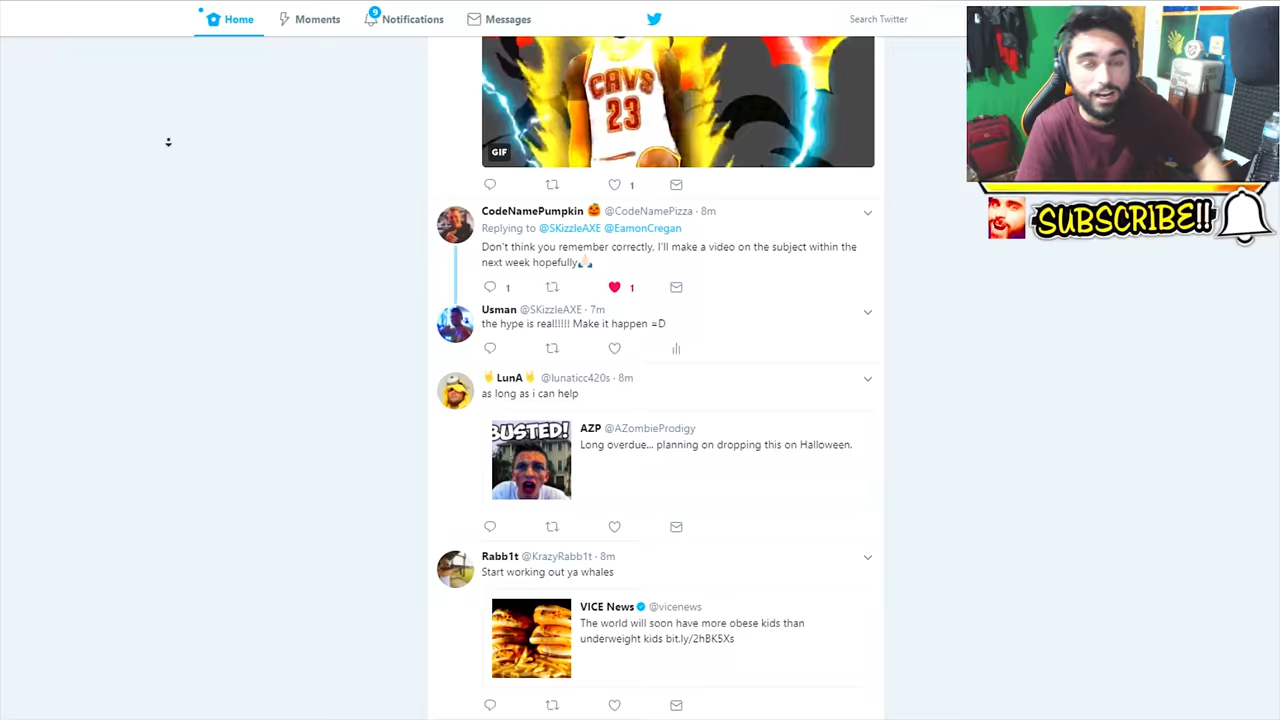 Home
Moments
9
Notifications
Messages
Search Twitter
CAVS
23
GIF
1
CodeNamePumpkin 🎃 @CodeNamePizza · 8m
Replying to @SKizzleAXE @EamonCregan
Don't think you remember correctly. I'll make a video on the subject within the
next week hopefully🙏🏻
1
1
Usman @SKizzleAXE · 7m
the hype is real!!!!! Make it happen =D
🤘 LunA 🤘 @lunaticc420s · 8m
as long as i can help
BUSTED!
AZP @AZombieProdigy
Long overdue... planning on dropping this on Halloween.
Rabb1t @KrazyRabb1t · 8m
Start working out ya whales
VICE News @vicenews
The world will soon have more obese kids than
underweight kids bit.ly/2hBK5Xs
SUBSCRIBE!!